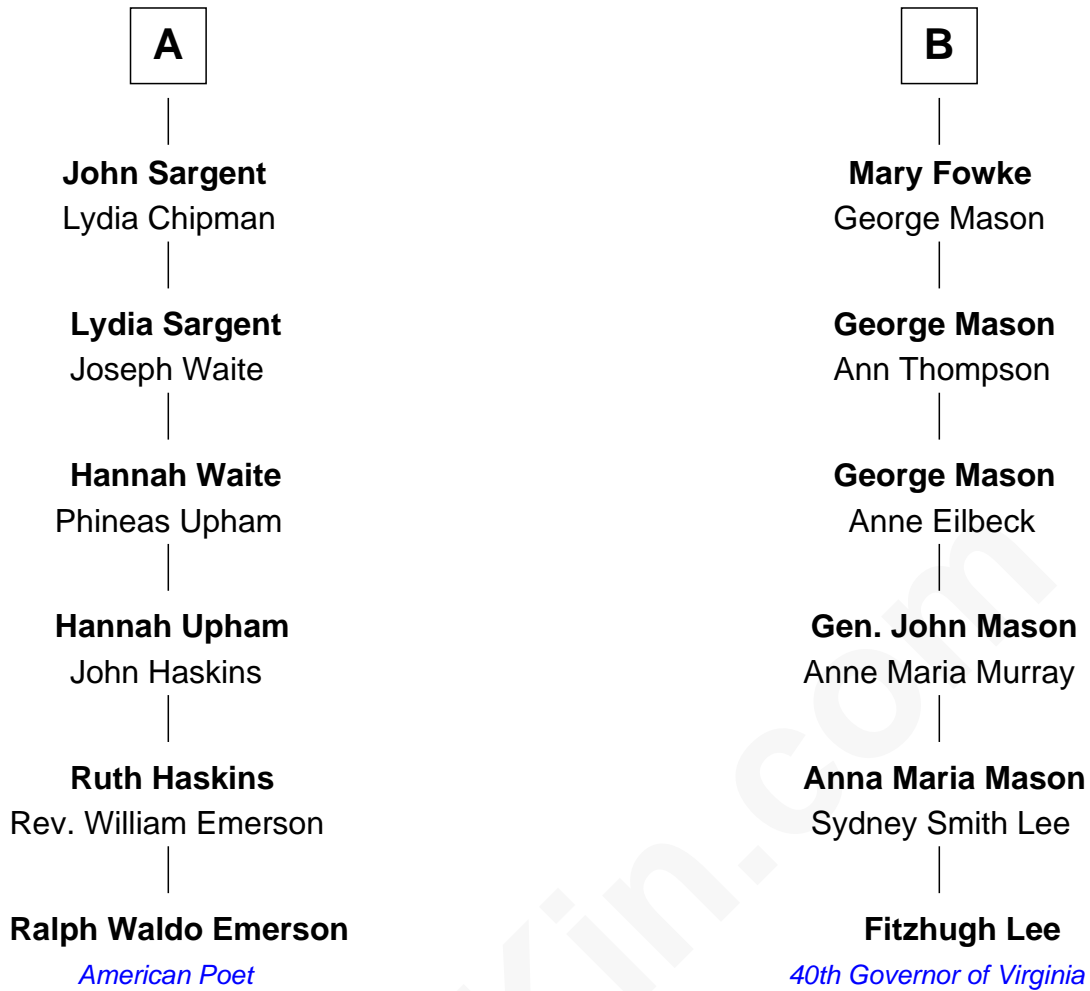 A
B
John Sargent
Lydia Chipman
Mary Fowke
George Mason
Lydia Sargent
Joseph Waite
George Mason
Ann Thompson
Hannah Waite
Phineas Upham
George Mason
Anne Eilbeck
Hannah Upham
John Haskins
Gen. John Mason
Anne Maria Murray
Ruth Haskins
Rev. William Emerson
Anna Maria Mason
Sydney Smith Lee
Ralph Waldo Emerson
American Poet
Fitzhugh Lee
40th Governor of Virginia